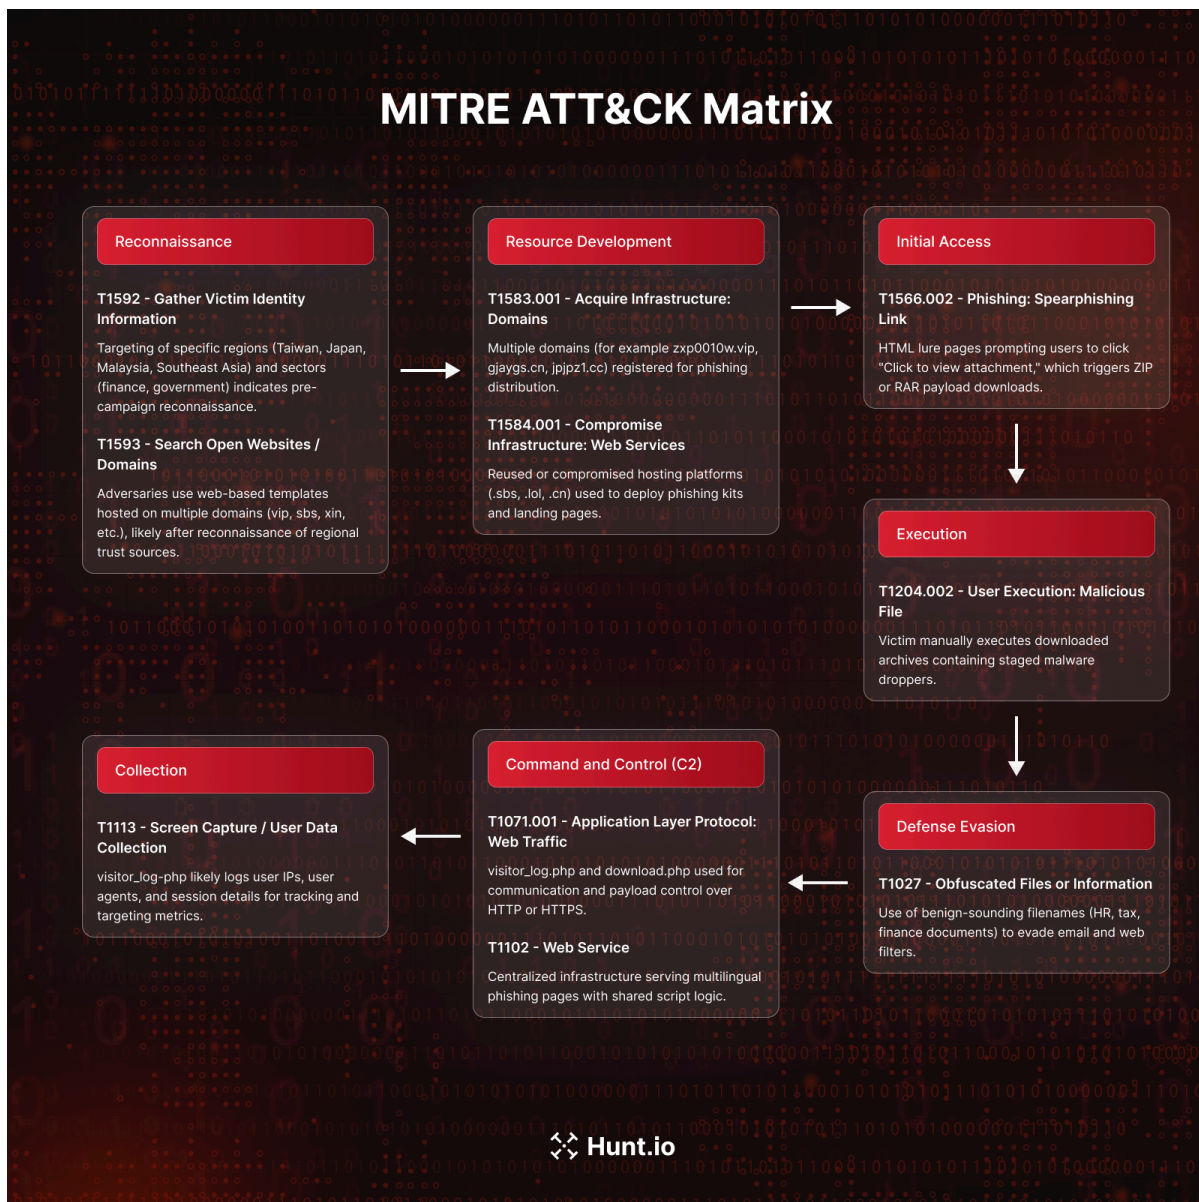 MITRE ATT&CK Matrix
Reconnaissance
T1592 - Gather Victim Identity
Information
Targeting of specific regions (Taiwan, Japan,
Malaysia, Southeast Asia) and sectors
(finance, government) indicates pre-
campaign reconnaissance.
T1593 - Search Open Websites /
Domains
Adversaries use web-based templates
hosted on multiple domains (vip, sbs, xin,
etc.), likely after reconnaissance of regional
trust sources.
Resource Development
T1583.001 - Acquire Infrastructure:
Domains
Multiple domains (for example zxp0010w.vip,
gjaygs.cn, jpjpz1.cc) registered for phishing
distribution.
T1584.001 - Compromise
Infrastructure: Web Services
Reused or compromised hosting platforms
(.sbs, .lol, .cn) used to deploy phishing kits
and landing pages.
Initial Access
T1566.002 - Phishing: Spearphishing
Link
HTML lure pages prompting users to click
"Click to view attachment," which triggers ZIP
or RAR payload downloads.
Execution
T1204.002 - User Execution: Malicious
File
Victim manually executes downloaded
archives containing staged malware
droppers.
Defense Evasion
T1027 - Obfuscated Files or Information
Use of benign-sounding filenames (HR, tax,
finance documents) to evade email and web
filters.
Command and Control (C2)
T1071.001 - Application Layer Protocol:
Web Traffic
visitor_log.php and download.php used for
communication and payload control over
HTTP or HTTPS.
T1102 - Web Service
Centralized infrastructure serving multilingual
phishing pages with shared script logic.
Collection
T1113 - Screen Capture / User Data
Collection
visitor_log-php likely logs user IPs, user
agents, and session details for tracking and
targeting metrics.
Hunt.io